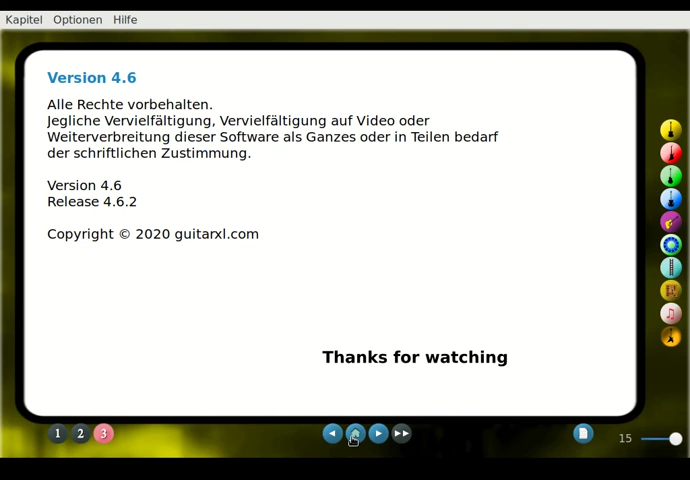 Kapitel Optionen Hilfe
Version 4.6
Alle Rechte vorbehalten.
Jegliche Vervielfältigung, Vervielfältigung auf Video oder
Weiterverbreitung dieser Software als Ganzes oder in Teilen bedarf
der schriftlichen Zustimmung.
Version 4.6
Release 4.6.2
Copyright © 2020 guitarxl.com
Thanks for watching
1 2 3
15